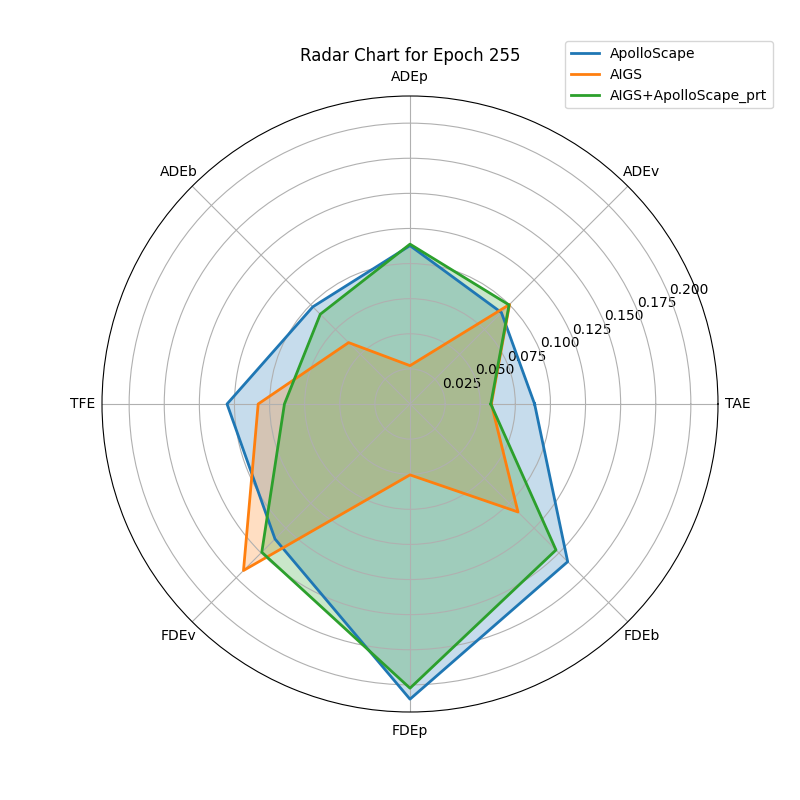 Radar Chart for Epoch 255
ApolloScape
AIGS
AIGS+ApolloScape_prt
ADEp
ADEb
ADEv
0.200
0.175
0.150
0.125
0.100
0.075
0.050
0.025
TFE
TAE
FDEv
FDEb
FDEp